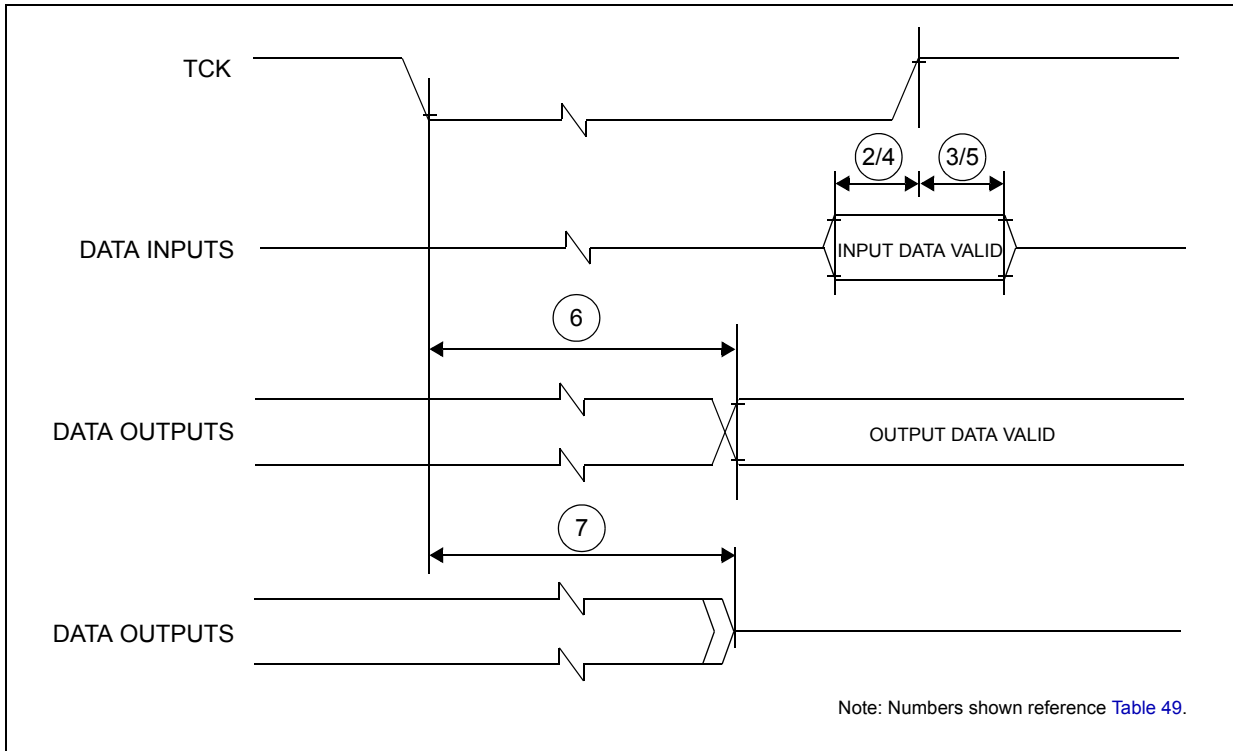 TCK
2/4
3/5
DATA INPUTS
INPUT DATA VALID
6
DATA OUTPUTS
OUTPUT DATA VALID
7
DATA OUTPUTS
Note: Numbers shown reference Table 49.